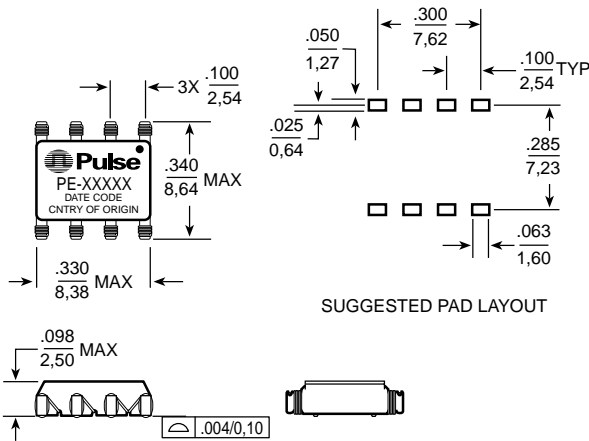 .300
7,62
.050
1,27
3X .100
2,54
.100 TYP
2,54
.025
0,64
Pulse
PE-XXXXX
DATE CODE
CNTRY OF ORIGIN
.340 MAX
8,64
.285
7,23
.063
1,60
.330 MAX
8,38
SUGGESTED PAD LAYOUT
.098 MAX
2,50
.004/0,10